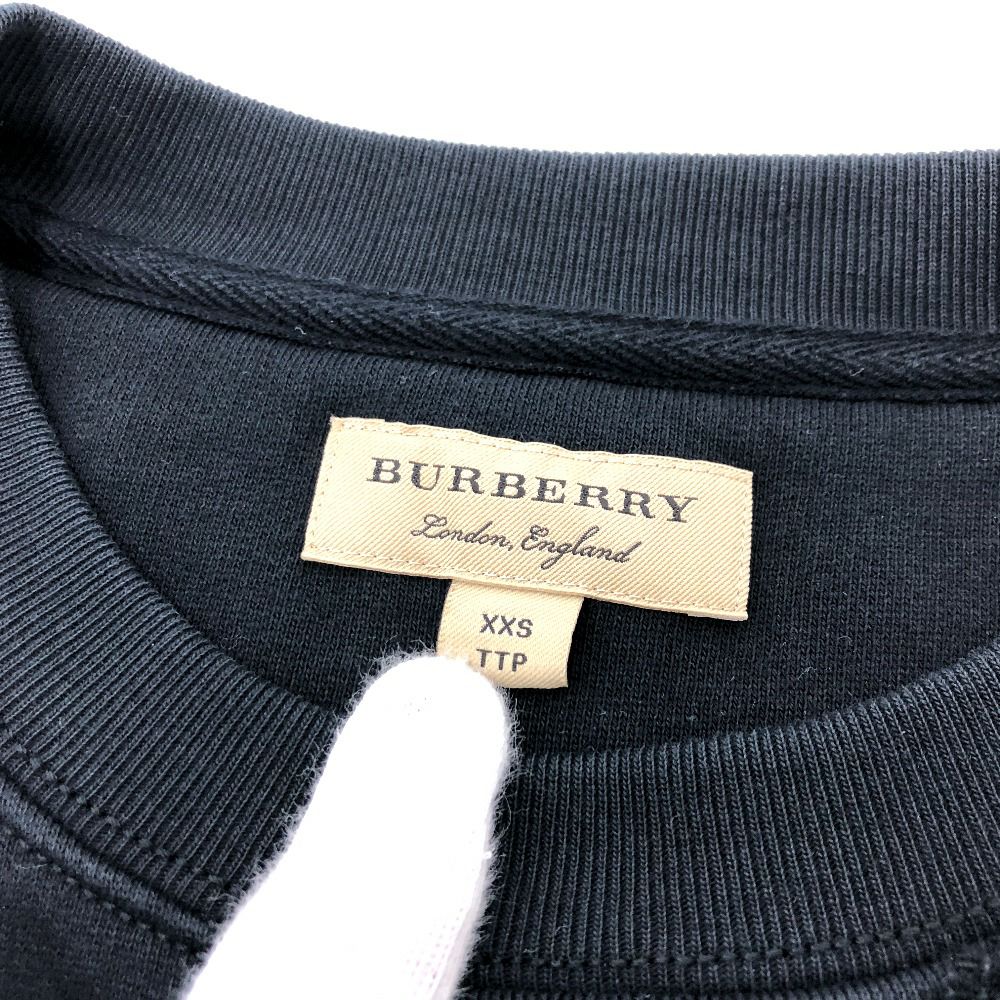 BURBERRY
London, England
XXS
TTP